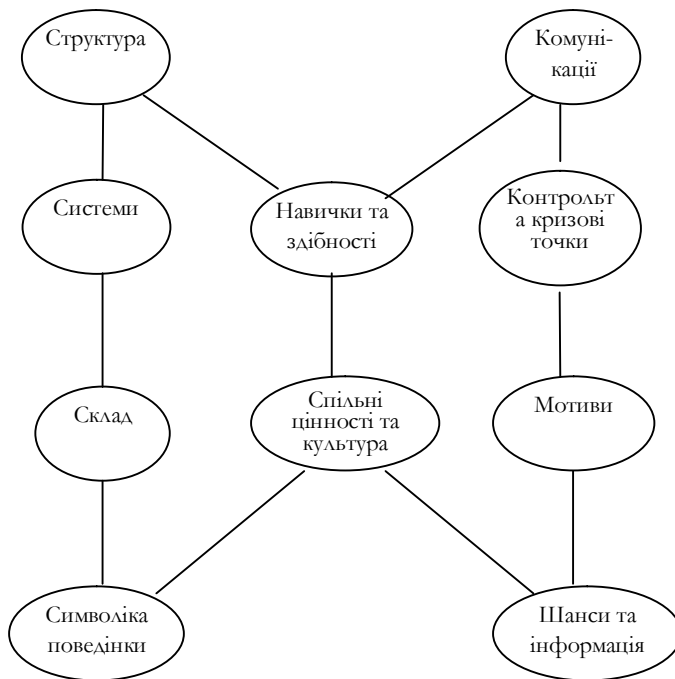 Структура
Комуні-
кації
Системи
Навички та
здібності
Контрольт
а кризові
точки
Склад
Спільні
цінності та
культура
Мотиви
Символіка
поведінки
Шанси та
інформація